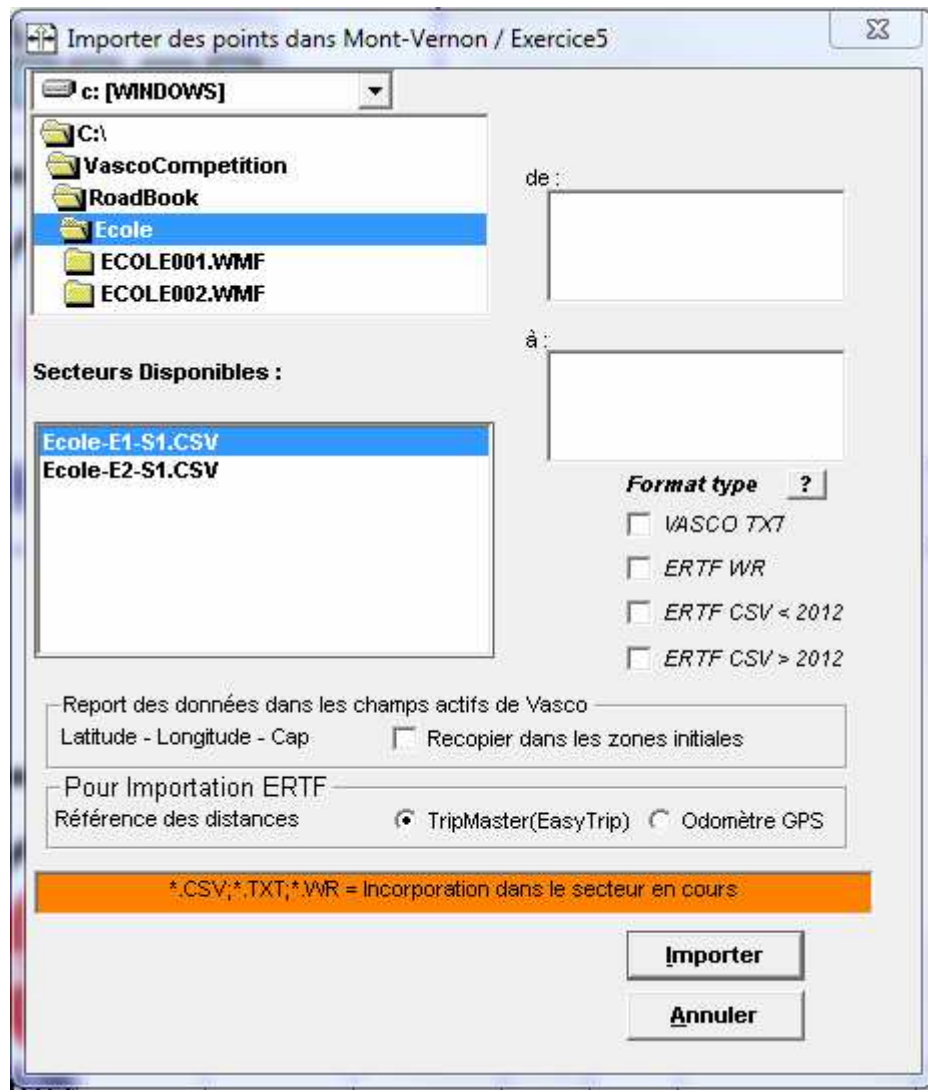 Importer des points dans Mont-Vernon / Exercice5
c: [WINDOWS]
C:\
VascoCompetition
RoadBook
Ecole
ECOLE001.WMF
ECOLE002.WMF
de :
à :
Secteurs Disponibles :
Ecole-E1-S1.CSV
Ecole-E2-S1.CSV
Format type ?
VASCO TX7
ERTF WR
ERTF CSV < 2012
ERTF CSV > 2012
Report des données dans les champs actifs de Vasco
Latitude - Longitude - Cap Recopier dans les zones initiales
Pour Importation ERTF
Référence des distances TripMaster(EasyTrip) Odomètre GPS
*.CSV;*.TXT;*.WR = Incorporation dans le secteur en cours
Importer
Annuler